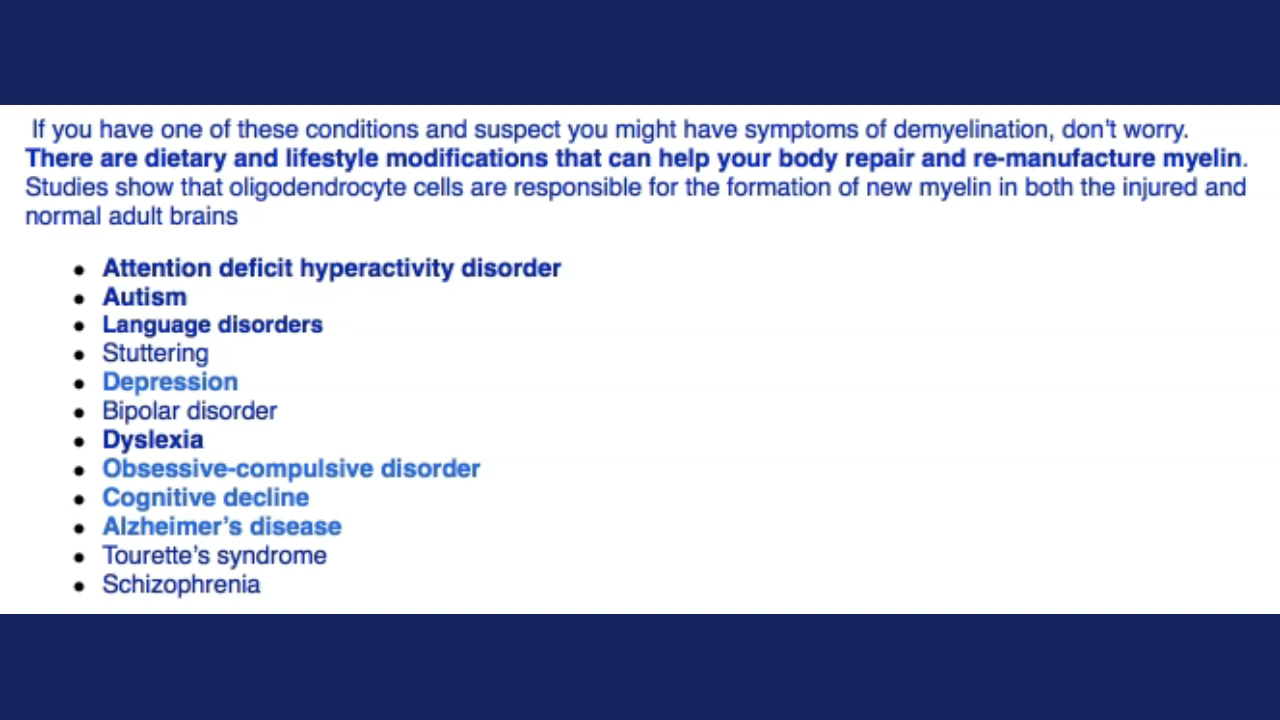 If you have one of these conditions and suspect you might have symptoms of demyelination, don't worry.
There are dietary and lifestyle modifications that can help your body repair and re-manufacture myelin.
Studies show that oligodendrocyte cells are responsible for the formation of new myelin in both the injured and
normal adult brains
• Attention deficit hyperactivity disorder
• Autism
• Language disorders
• Stuttering
• Depression
• Bipolar disorder
• Dyslexia
• Obsessive-compulsive disorder
• Cognitive decline
• Alzheimer’s disease
• Tourette’s syndrome
• Schizophrenia